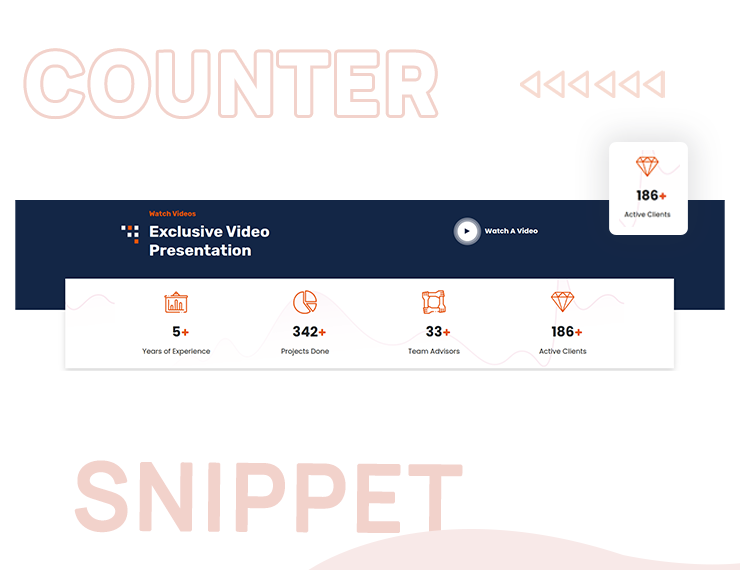 COUNTER
186+
Active Clients
Watch Videos
Exclusive Video
Presentation
Watch A Video
5+
Years of Experience
342+
Projects Done
33+
Team Advisors
186+
Active Clients
SNIPPET